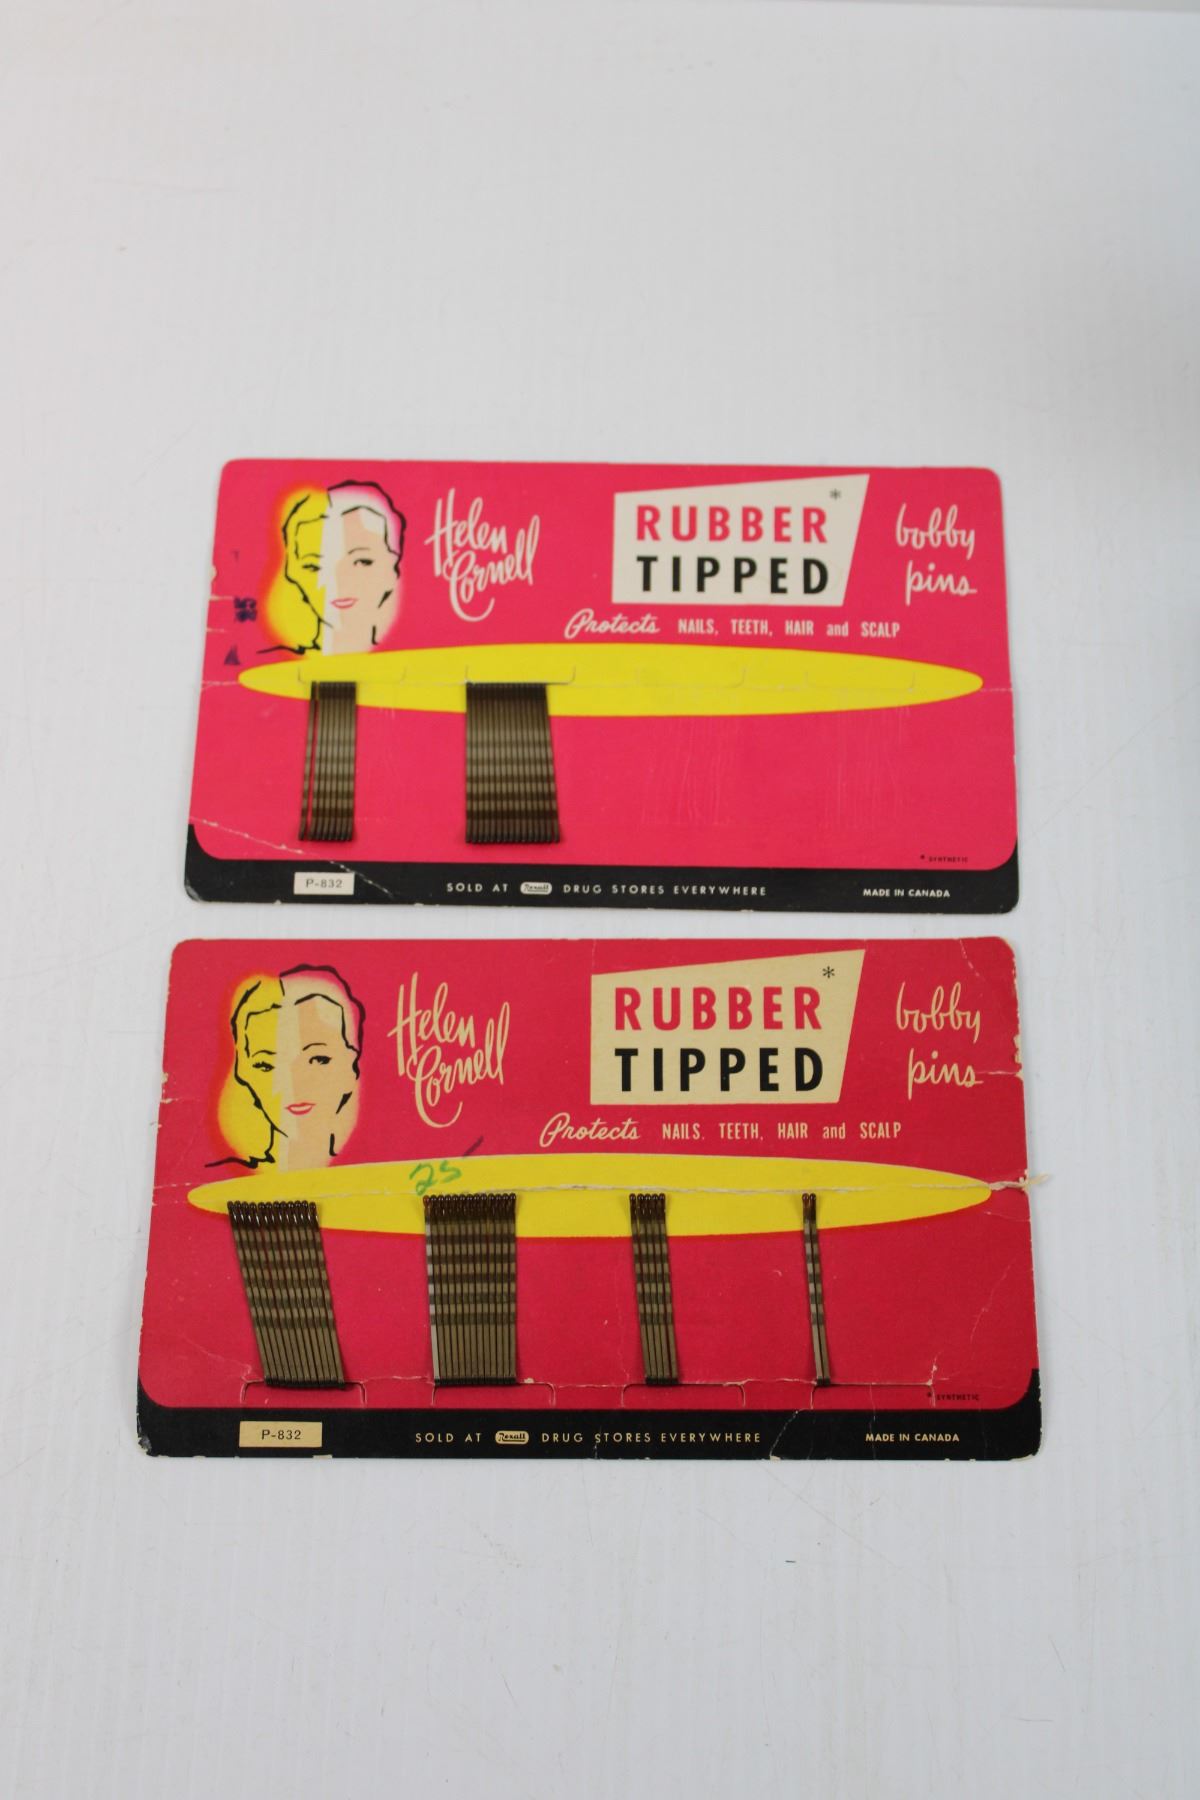 Helen
Cornell
RUBBER*
TIPPED
bobby
pins
Protects NAILS, TEETH, HAIR and SCALP
* SYNTHETIC
P-832
SOLD AT Rexall DRUG STORES EVERYWHERE
MADE IN CANADA
Helen
Cornell
RUBBER*
TIPPED
bobby
pins
Protects NAILS, TEETH, HAIR and SCALP
25
* SYNTHETIC
P-832
SOLD AT Rexall DRUG STORES EVERYWHERE
MADE IN CANADA